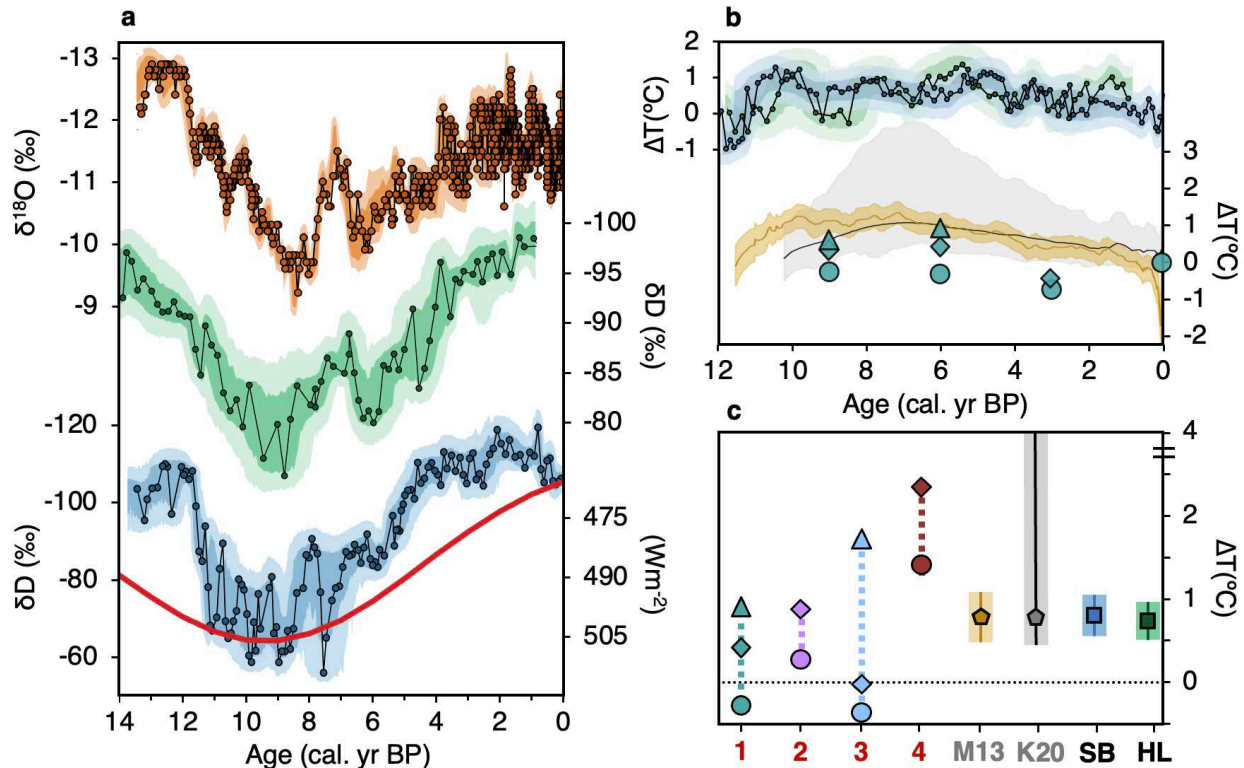 a
-13
-12
-11
-10
-9
δ¹⁸O (‰)
-100
-95
-90
-85
-80
δD (‰)
-120
-100
-80
-60
δD (‰)
475
490
505
(Wm⁻²)
14 12 10 8 6 4 2 0
Age (cal. yr BP)
b
2
1
0
-1
ΔT(ºC)
3
2
1
0
-1
-2
ΔT(ºC)
12 10 8 6 4 2 0
Age (cal. yr BP)
c
4
2
1
0
ΔT(ºC)
1 2 3 4 M13 K20 SB HL